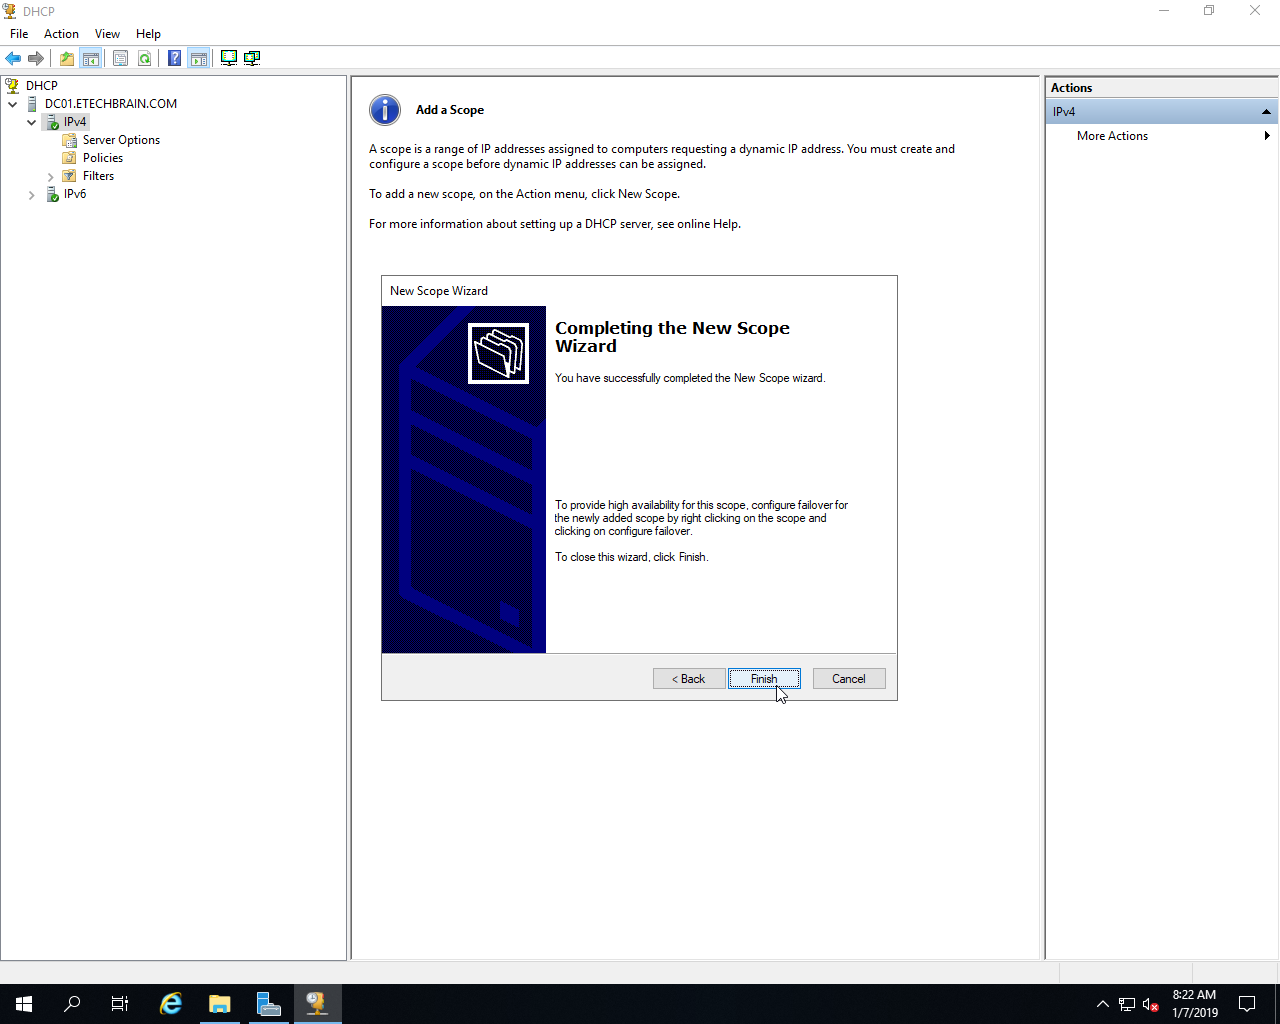 DHCP
File Action View Help
DHCP
DC01.ETECHBRAIN.COM
IPv4
Server Options
Policies
Filters
IPv6
Add a Scope
A scope is a range of IP addresses assigned to computers requesting a dynamic IP address. You must create and
configure a scope before dynamic IP addresses can be assigned.
To add a new scope, on the Action menu, click New Scope.
For more information about setting up a DHCP server, see online Help.
New Scope Wizard
Completing the New Scope
Wizard
You have successfully completed the New Scope wizard.
To provide high availability for this scope, configure failover for
the newly added scope by right clicking on the scope and
clicking on configure failover.
To close this wizard, click Finish.
< Back Finish Cancel
Actions
IPv4
More Actions
8:22 AM
1/7/2019